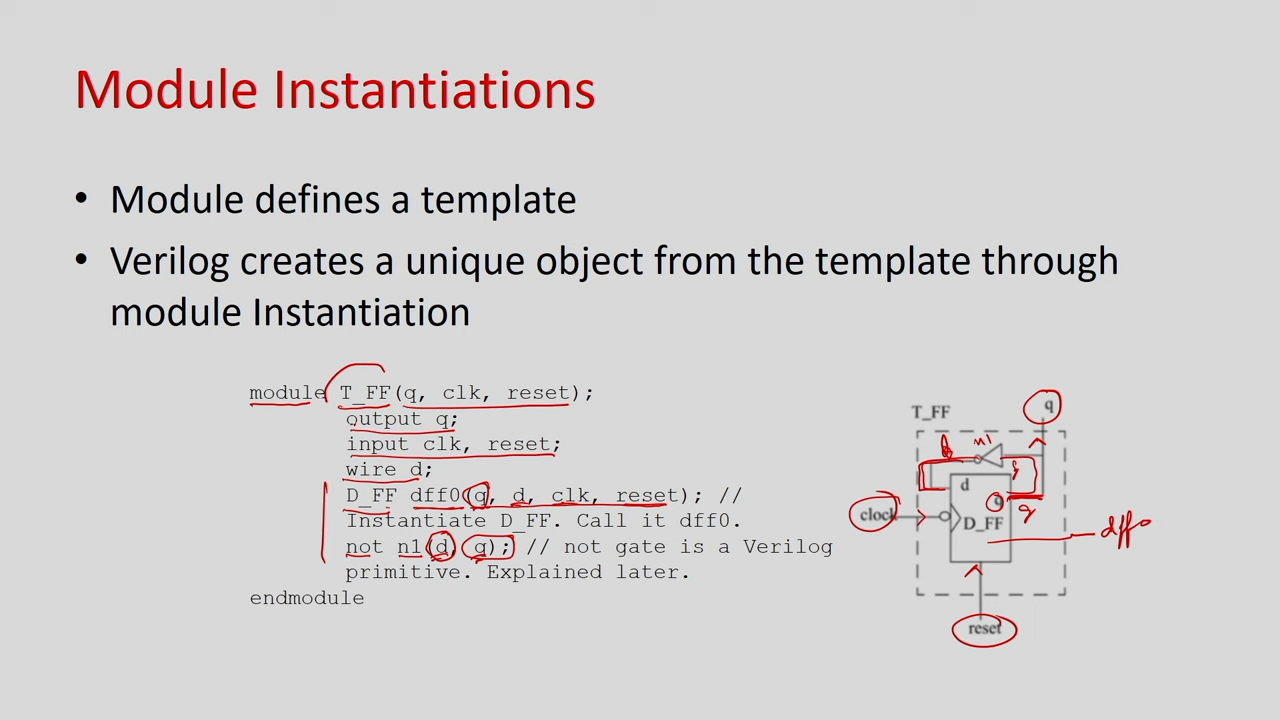 Module Instantiations
• Module defines a template
• Verilog creates a unique object from the template through
module Instantiation
module T_FF(q, clk, reset);
output q;
input clk, reset;
wire d;
D_FF dff0(q, d, clk, reset); //
Instantiate D_FF. Call it dff0.
not n1(d, q); // not gate is a Verilog
primitive. Explained later.
endmodule
T_FF
q
n1
d
q
q
clock
D_FF
dff0
reset